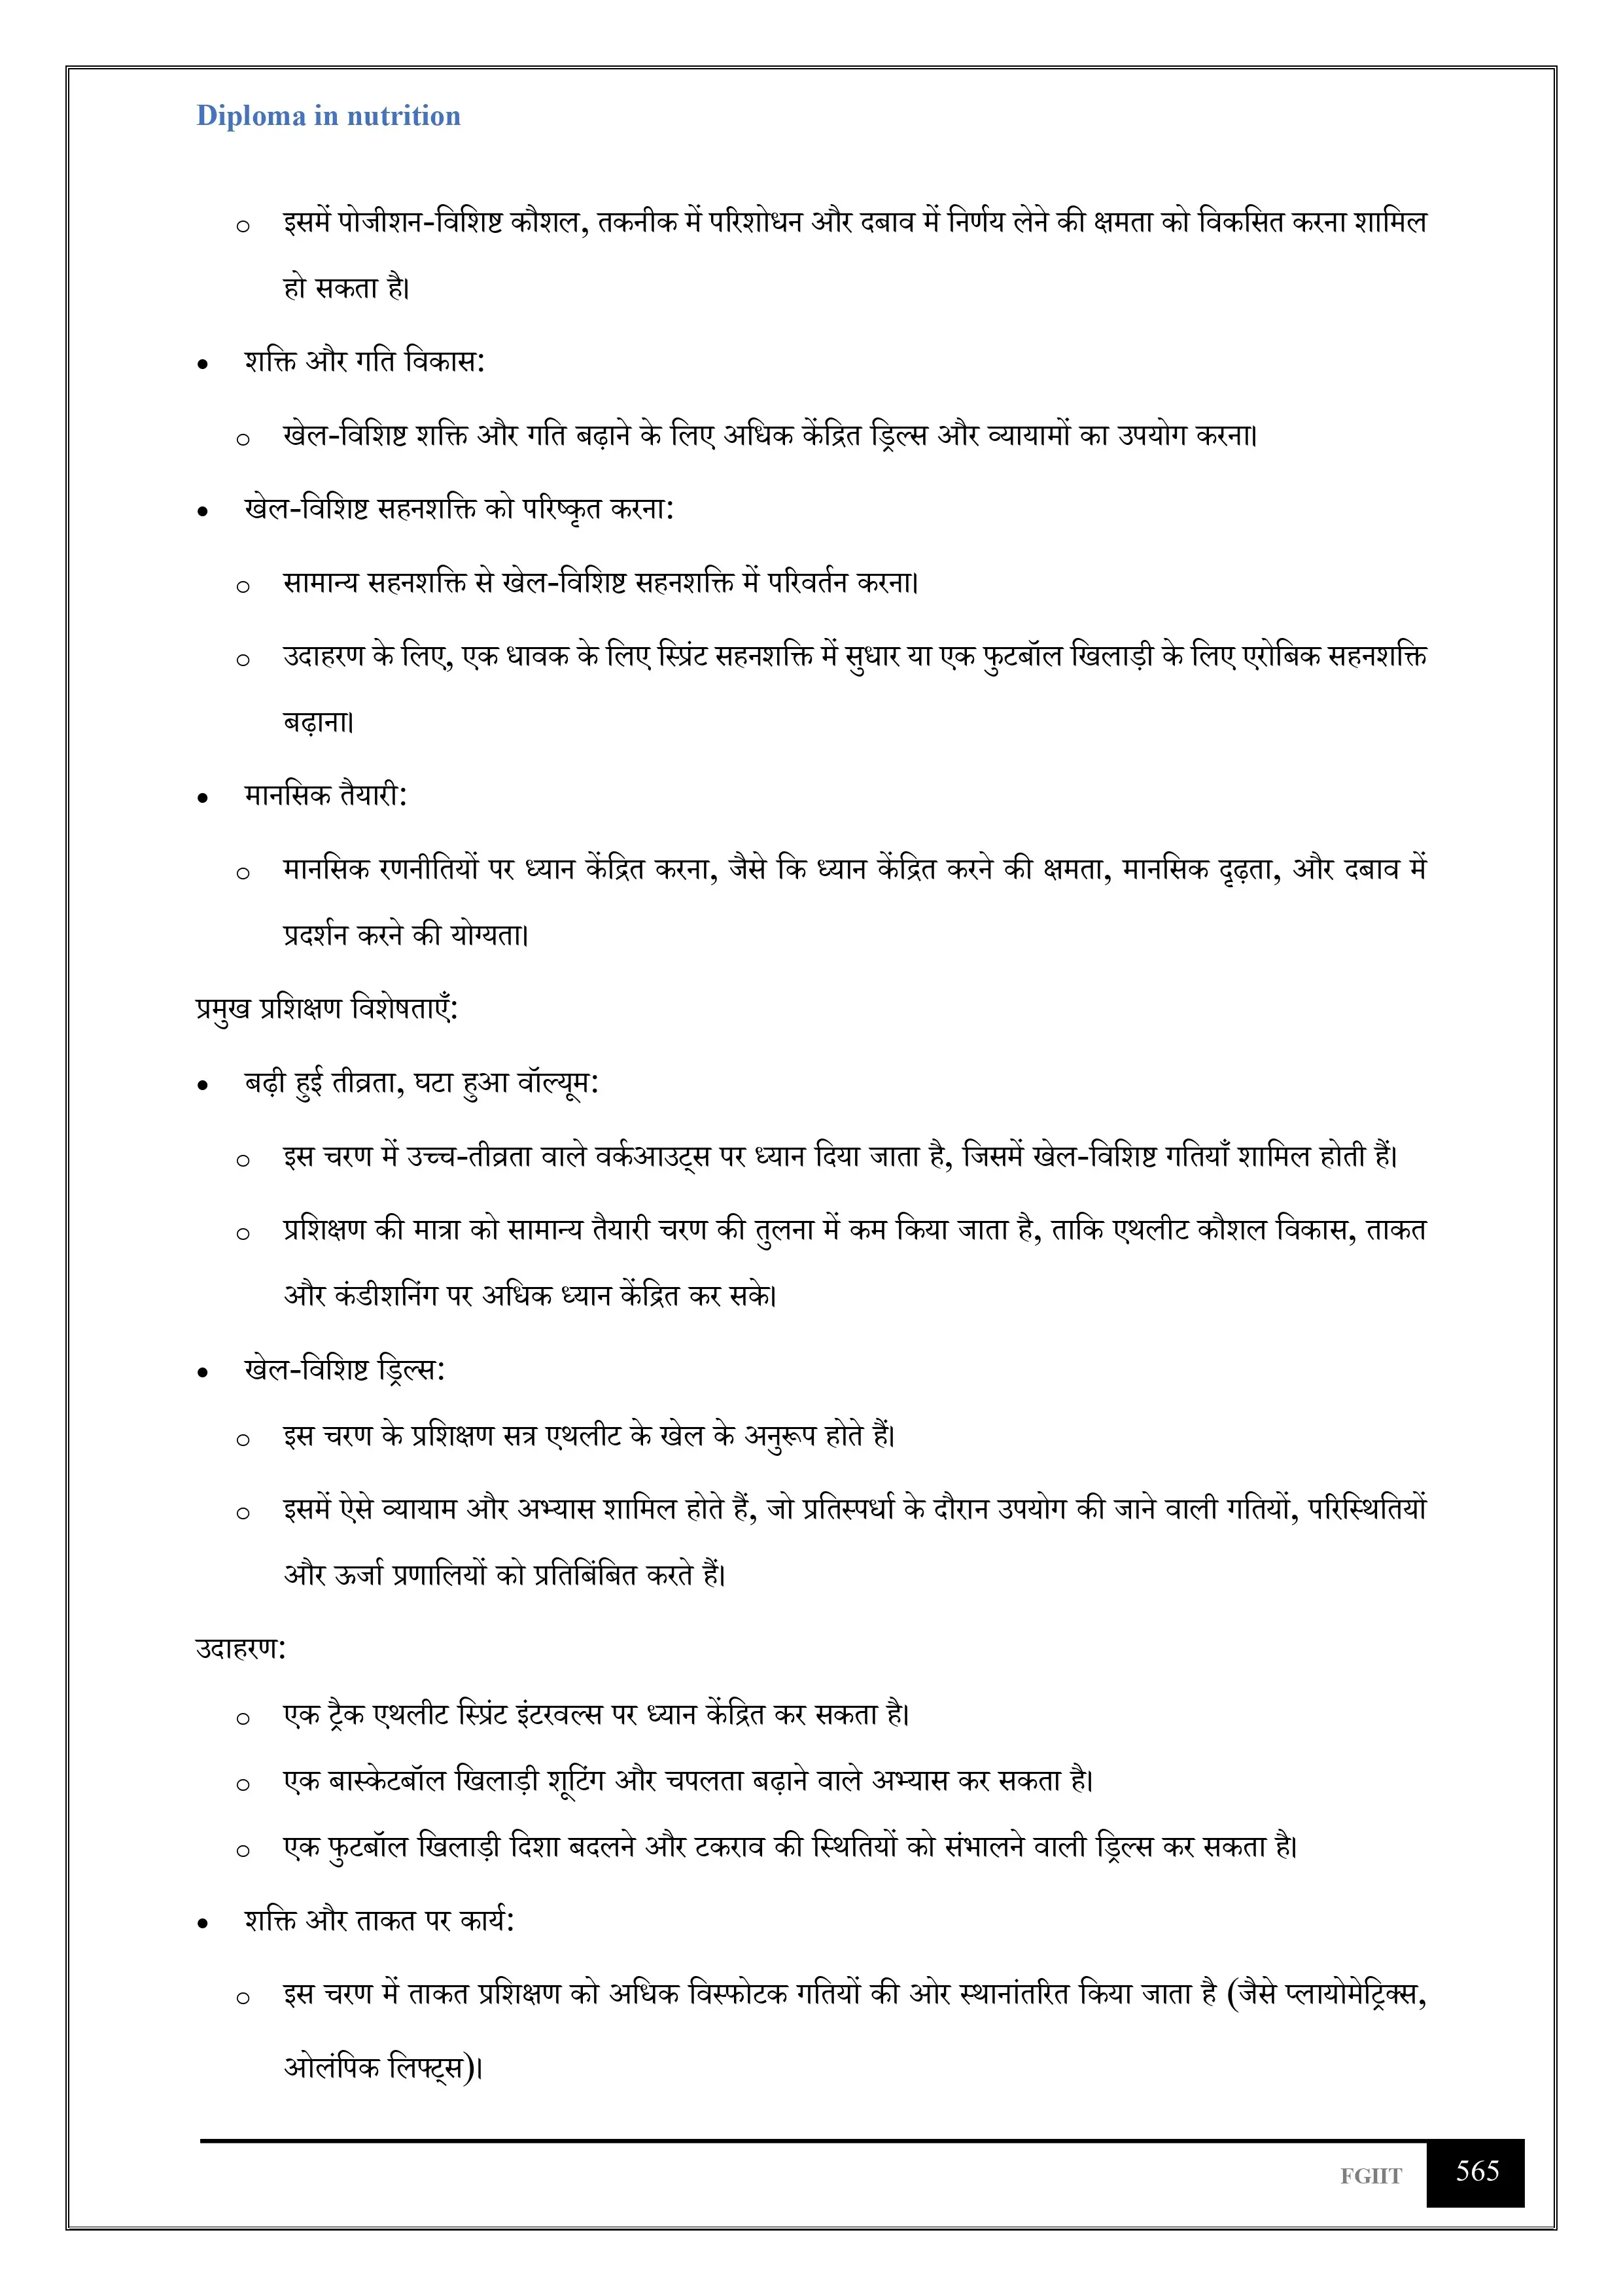 Diploma in nutrition
o इसमें पोजीशन-विशिष्ट कौशल, तकनीक में परिशोधन और दबाव में निर्णय लेने की क्षमता को विकसित करना शामिल
हो सकता है।
• शक्ति और गति विकास:
o खेल-विशिष्ट शक्ति और गति बढ़ाने के लिए अधिक केंद्रित ड्रिल्स और व्यायामों का उपयोग करना।
• खेल-विशिष्ट सहनशक्ति को परिष्कृत करना:
o सामान्य सहनशक्ति से खेल-विशिष्ट सहनशक्ति में परिवर्तन करना।
o उदाहरण के लिए, एक धावक के लिए स्प्रिंट सहनशक्ति में सुधार या एक फुटबॉल खिलाड़ी के लिए एरोबिक सहनशक्ति
बढ़ाना।
• मानसिक तैयारी:
o मानसिक रणनीतियों पर ध्यान केंद्रित करना, जैसे कि ध्यान केंद्रित करने की क्षमता, मानसिक दृढ़ता, और दबाव में
प्रदर्शन करने की योग्यता।
प्रमुख प्रशिक्षण विशेषताएँ:
• बढ़ी हुई तीव्रता, घटा हुआ वॉल्यूम:
o इस चरण में उच्च-तीव्रता वाले वर्कआउट्स पर ध्यान दिया जाता है, जिसमें खेल-विशिष्ट गतियाँ शामिल होती हैं।
o प्रशिक्षण की मात्रा को सामान्य तैयारी चरण की तुलना में कम किया जाता है, ताकि एथलीट कौशल विकास, ताकत
और कंडीशनिंग पर अधिक ध्यान केंद्रित कर सके।
• खेल-विशिष्ट ड्रिल्स:
o इस चरण के प्रशिक्षण सत्र एथलीट के खेल के अनुरूप होते हैं।
o इसमें ऐसे व्यायाम और अभ्यास शामिल होते हैं, जो प्रतिस्पर्धा के दौरान उपयोग की जाने वाली गतियों, परिस्थितियों
और ऊर्जा प्रणालियों को प्रतिबिंबित करते हैं।
उदाहरण:
o एक ट्रैक एथलीट स्प्रिंट इंटरवल्स पर ध्यान केंद्रित कर सकता है।
o एक बास्केटबॉल खिलाड़ी शूटिंग और चपलता बढ़ाने वाले अभ्यास कर सकता है।
o एक फुटबॉल खिलाड़ी दिशा बदलने और टकराव की स्थितियों को संभालने वाली ड्रिल्स कर सकता है।
• शक्ति और ताकत पर कार्य:
o इस चरण में ताकत प्रशिक्षण को अधिक विस्फोटक गतियों की ओर स्थानांतरित किया जाता है (जैसे प्लायोमेट्रिक्स,
ओलंपिक लिफ्ट्स)।
FGIIT 565